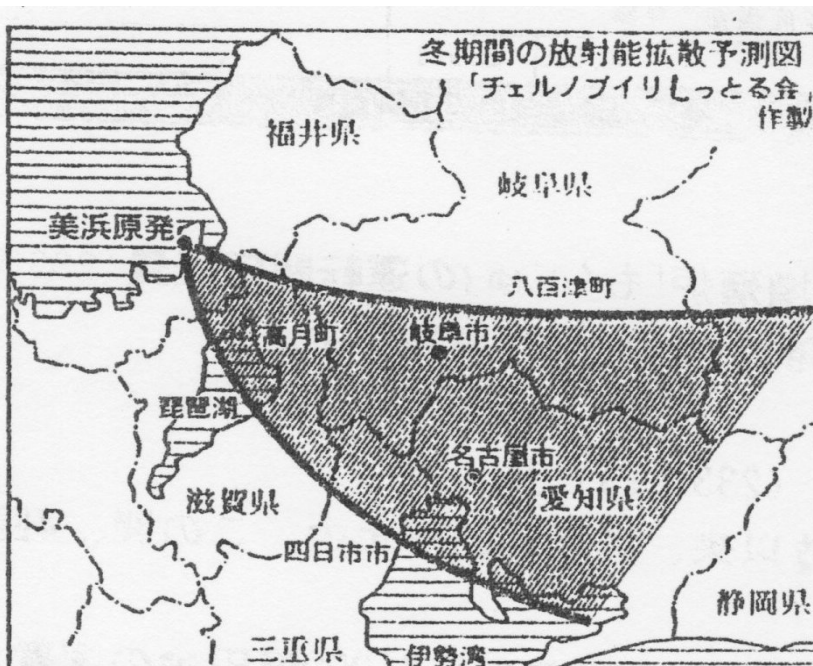 冬期間の放射能拡散予測図
「チェルノブイリしっとる会」
作製
福井県
岐阜県
美浜原発
八百津町
高月町
岐阜市
琵琶湖
名古屋市
滋賀県
愛知県
四日市市
静岡県
三重県
伊勢湾